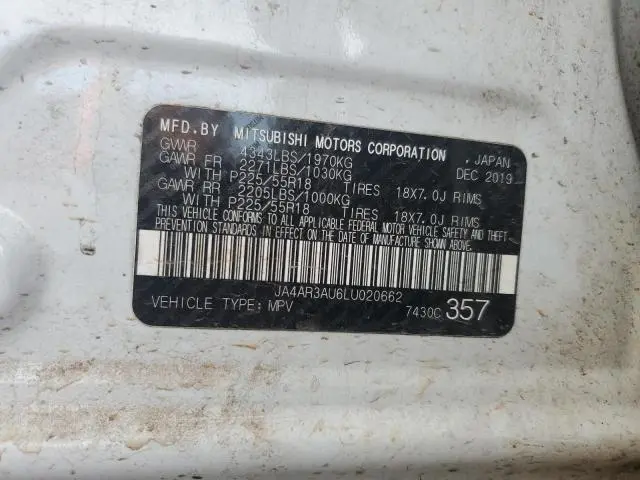 MFD.BY MITSUBISHI MOTORS CORPORATION , JAPAN
GVWR 4343LBS/1970KG DEC 2019
GAWR FR 2271LBS/1030KG
WITH P225/55R18 TIRES 18X7.0J RIMS
GAWR RR 2205LBS/1000KG
WITH P225/55R18 TIRES 18X7.0J RIMS
THIS VEHICLE CONFORMS TO ALL APPLICABLE FEDERAL MOTOR VEHICLE SAFETY AND THEFT
PREVENTION STANDARDS IN EFFECT ON THE DATE OF MANUFACTURE SHOWN ABOVE.
JA4AR3AU6LU020662
VEHICLE TYPE: MPV 7430C 357